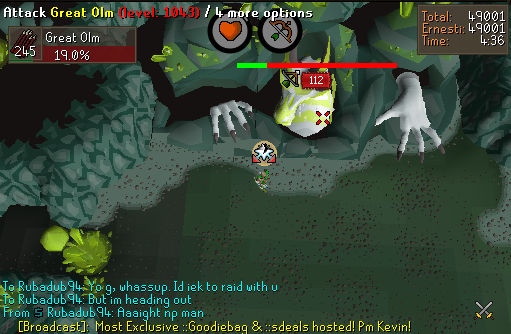 Attack Great Olm (level: 1043) / 4 more options
Great Olm
245
19.0%
Total: 49001
Ernestr: 49001
Time: 4:36
112
To Rubadub94: Yo g, whassup. Id iek to raid with u
To Rubadub94: But im heading out
From S Rubadub94: Aaaight np man
[Broadcast]: Most Exclusive ::Goodiebag & ::sdeals hosted! Pm Kevin!